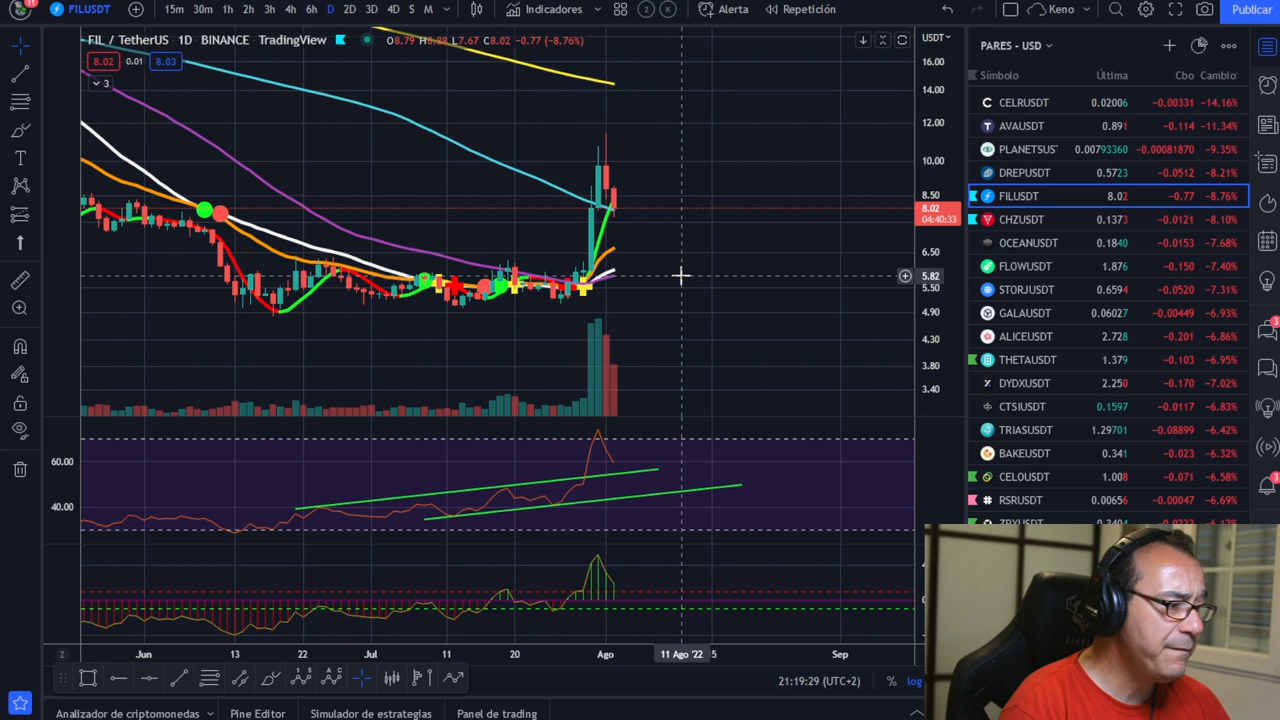 11 FILUSDT 15m 30m 1h 2h 3h 4h 6h D 2D 3D 4D S M Indicadores 2 K Alerta Repetición Keno Publicar
FIL / TetherUS · 1D · BINANCE · TradingView O8.79 H8.88 L7.67 C8.02 −0.77 (−8.76%) USDT
8.02 0.01 8.03
3
16.00
14.00
12.00
10.00
8.50
8.02
04:40:33
6.50
5.82
5.50
4.90
4.30
3.80
3.40
60.00
40.00
Jun 13 22 Jul 11 20 Ago 11 Ago '22 5 Sep
Z
21:19:29 (UTC+2) % log
Analizador de criptomonedas Pine Editor Simulador de estrategias Panel de trading
PARES - USD
Símbolo Última Cbo Cambio
CELRUSDT 0.02006 −0.00331 −14.16%
AVAUSDT 0.891 −0.114 −11.34%
PLANETSUS 0.00793360 −0.00081870 −9.35%
DREPUSDT 0.5723 −0.0512 −8.21%
FILUSDT 8.02 −0.77 −8.76%
CHZUSDT 0.1373 −0.0121 −8.10%
OCEANUSDT 0.1840 −0.0153 −7.68%
FLOWUSDT 1.876 −0.150 −7.40%
STORJUSDT 0.6594 −0.0520 −7.31%
GALAUSDT 0.06027 −0.00449 −6.93%
ALICEUSDT 2.728 −0.201 −6.86%
THETAUSDT 1.379 −0.103 −6.95%
DYDXUSDT 2.250 −0.170 −7.02%
CTSIUSDT 0.1597 −0.0117 −6.83%
TRIASUSDT 1.29701 −0.08899 −6.42%
BAKEUSDT 0.341 −0.023 −6.32%
CELOUSDT 1.008 −0.071 −6.58%
RSRUSDT 0.00656 −0.00047 −6.69%
3
3